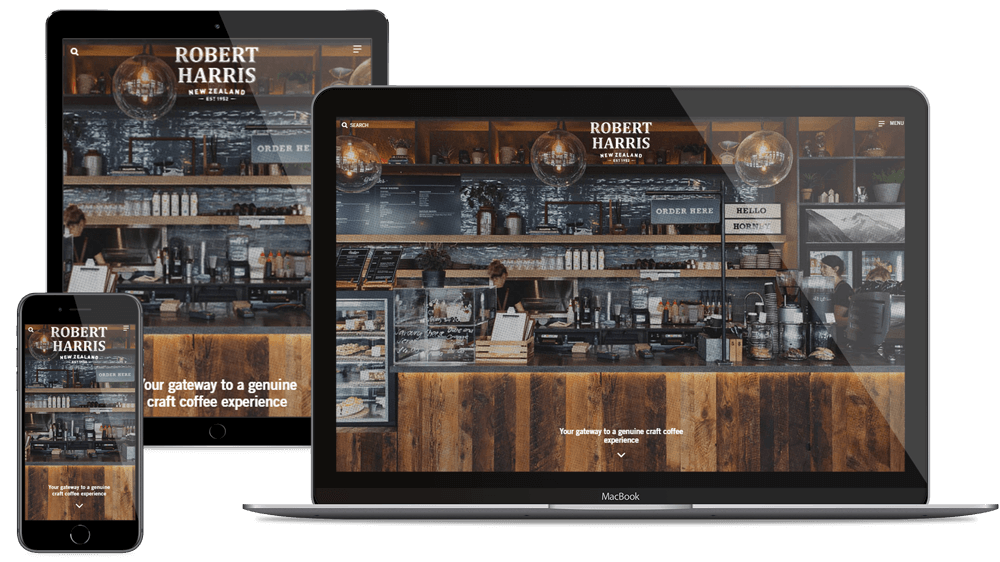 ROBERT
HARRIS
NEW ZEALAND
EST 1952
ORDER HE
Your gateway to a genuine
craft coffee experience
SEARCH
ROBERT
HARRIS
NEW ZEALAND
EST 1952
MENU
ORDER HERE
HELLO
HORNBY
Your gateway to a genuine craft coffee
experience
MacBook
ROBERT
HARRIS
NEW ZEALAND
ORDER HERE
Your gateway to a genuine
craft coffee experience